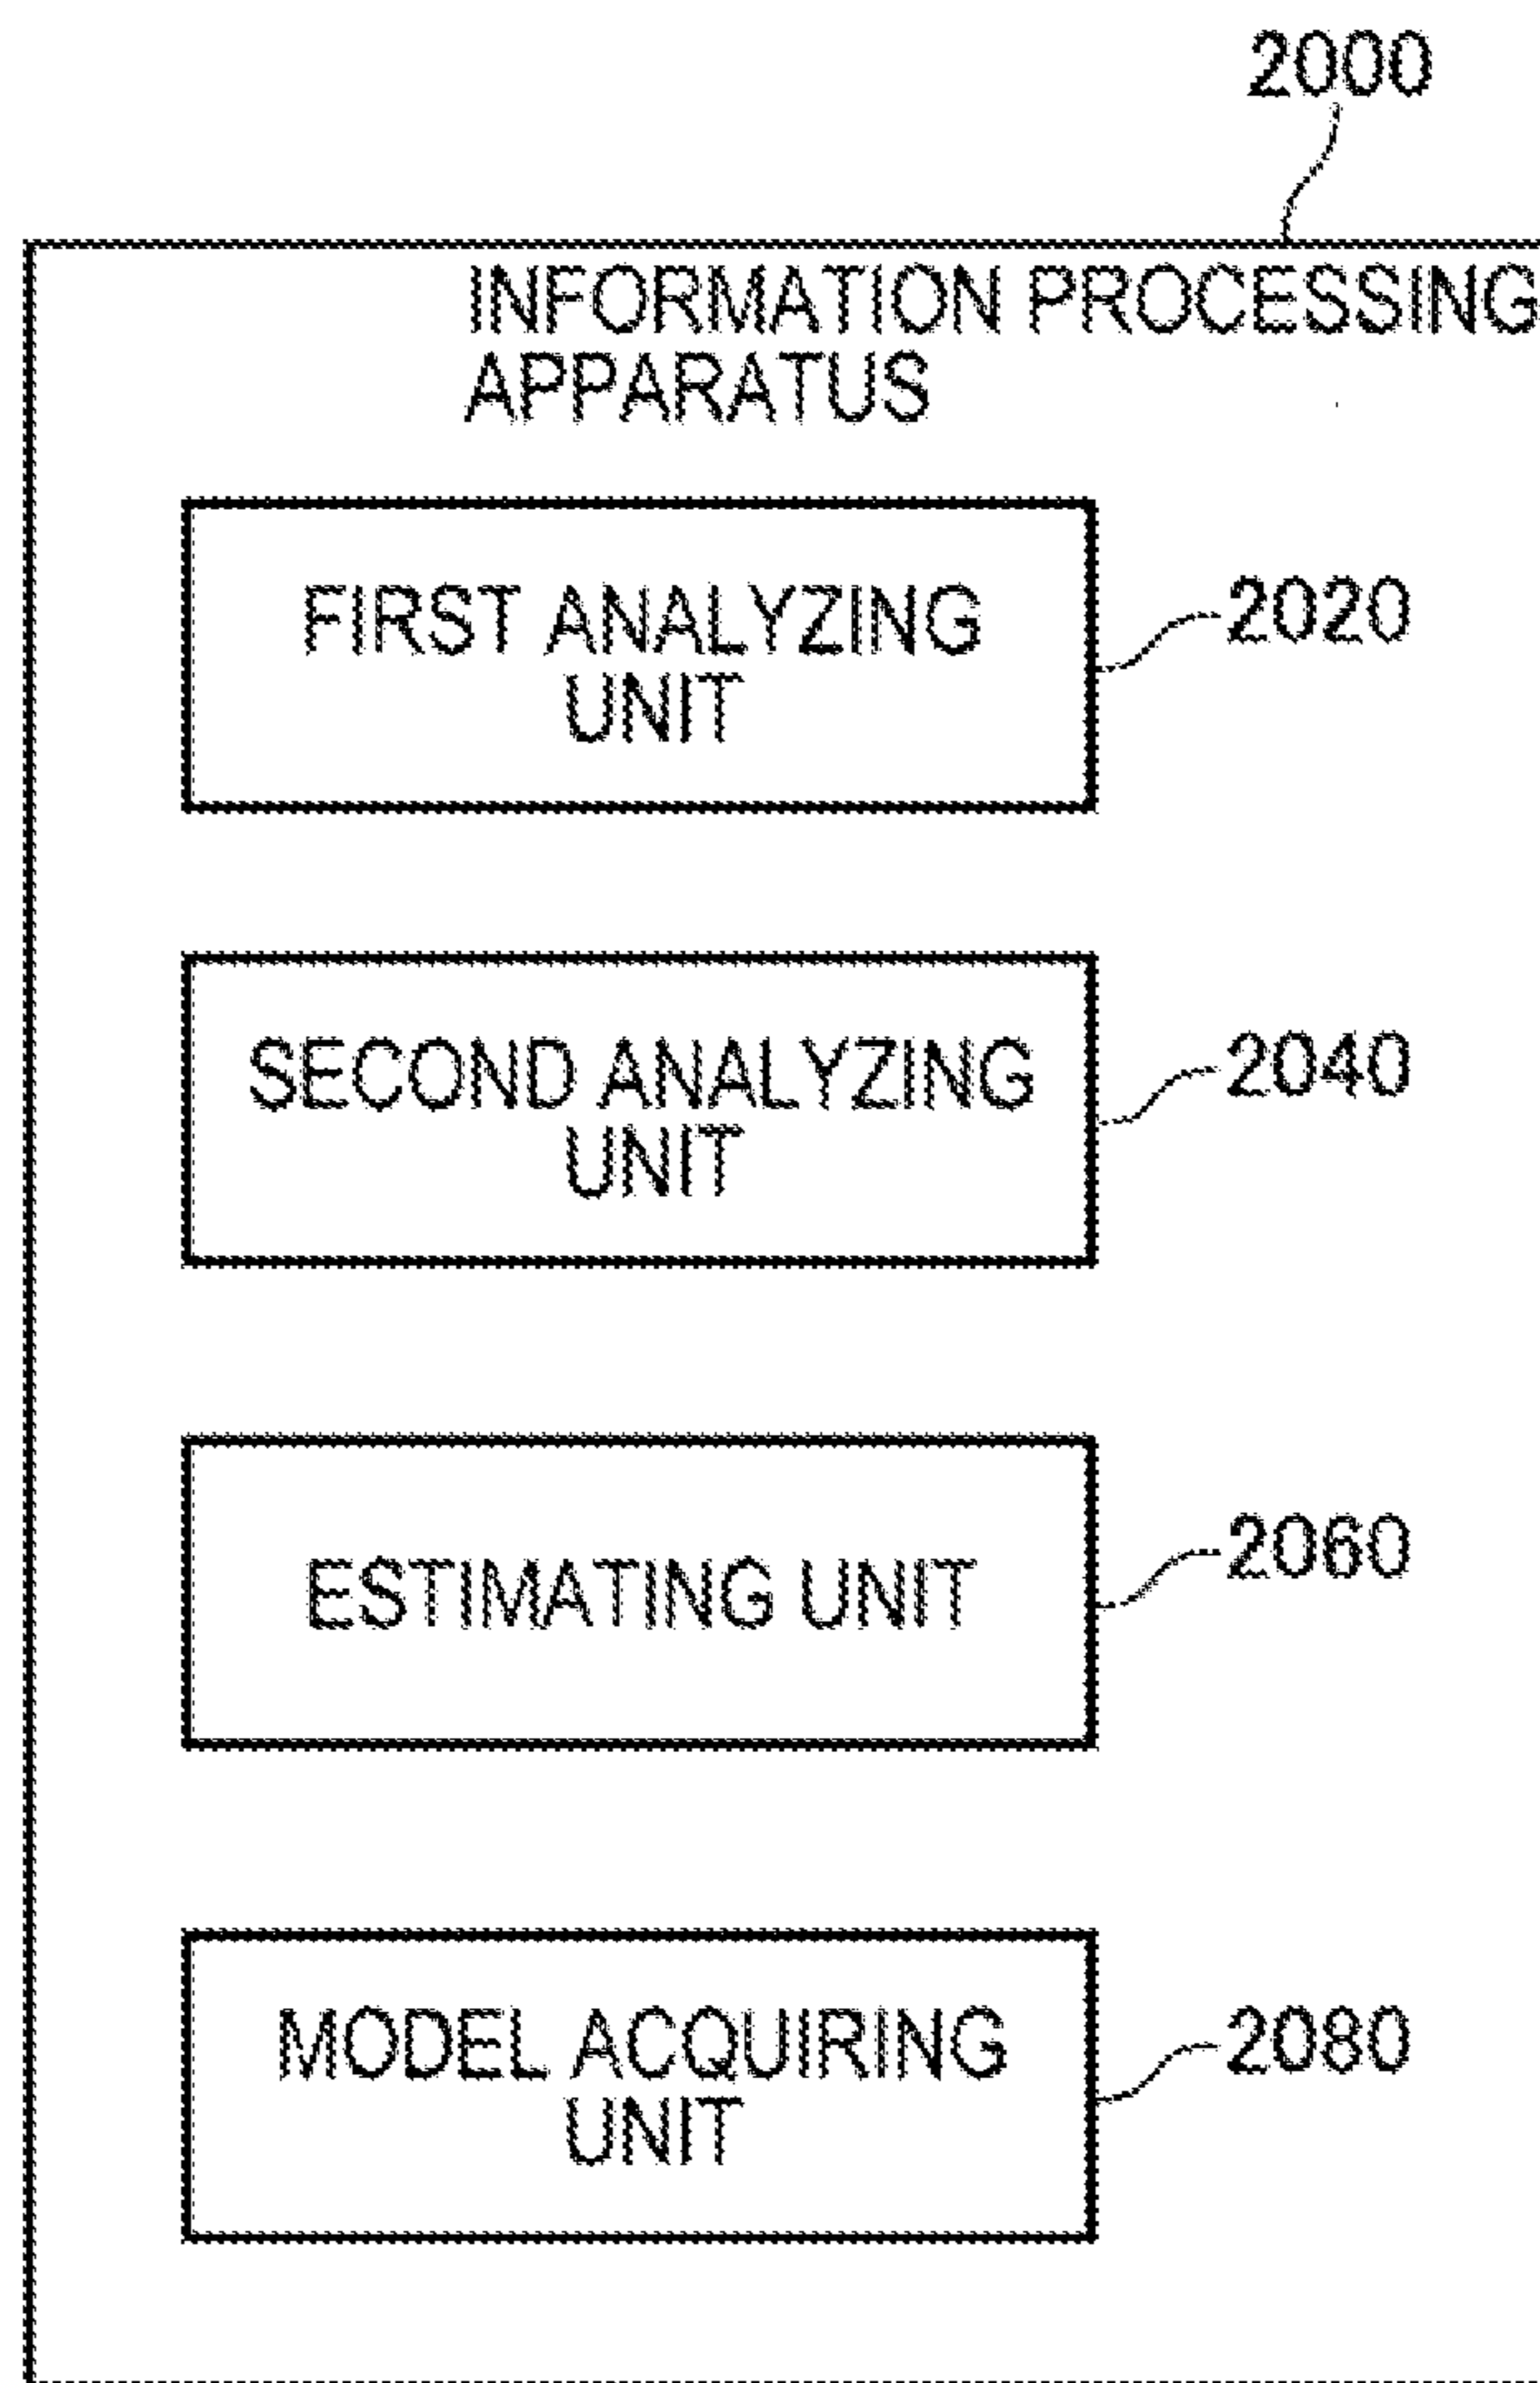 2000
INFORMATION PROCESSING
APPARATUS
FIRST ANALYZING
UNIT
2020
SECOND ANALYZING
UNIT
2040
ESTIMATING UNIT
2060
MODEL ACQUIRING
UNIT
2080